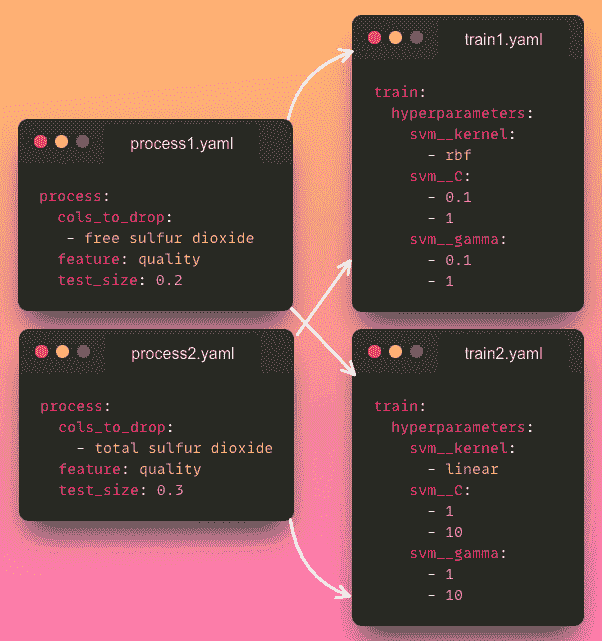 process1.yaml
process:
  cols_to_drop:
   - free sulfur dioxide
  feature: quality
  test_size: 0.2
process2.yaml
process:
  cols_to_drop:
    - total sulfur dioxide
  feature: quality
  test_size: 0.3
train1.yaml
train:
  hyperparameters:
    svm__kernel:
      - rbf
    svm__C:
      - 0.1
      - 1
    svm__gamma:
      - 0.1
      - 1
train2.yaml
train:
  hyperparameters:
    svm__kernel:
      - linear
    svm__C:
      - 1
      - 10
    svm__gamma:
      - 1
      - 10